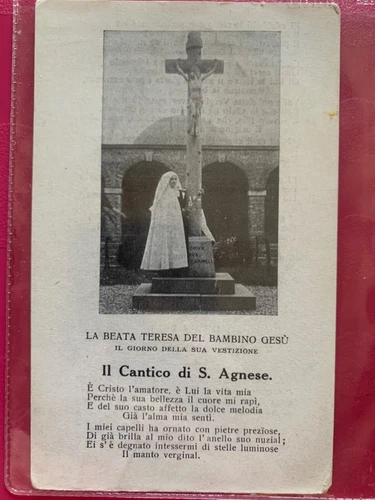 LA BEATA TERESA DEL BAMBINO GESÙ
IL GIORNO DELLA SUA VESTIZIONE
Il Cantico di S. Agnese.
È Cristo l'amatore, è Lui la vita mia
Perchè la sua bellezza il cuore mi rapì,
E del suo casto affetto la dolce melodia
Già l'alma mia sentì.
I miei capelli ha ornato con pietre prezïose,
Di già brilla al mio dito l'anello suo nuzial;
Ei s'è degnato intessermi di stelle luminose
Il manto verginal.